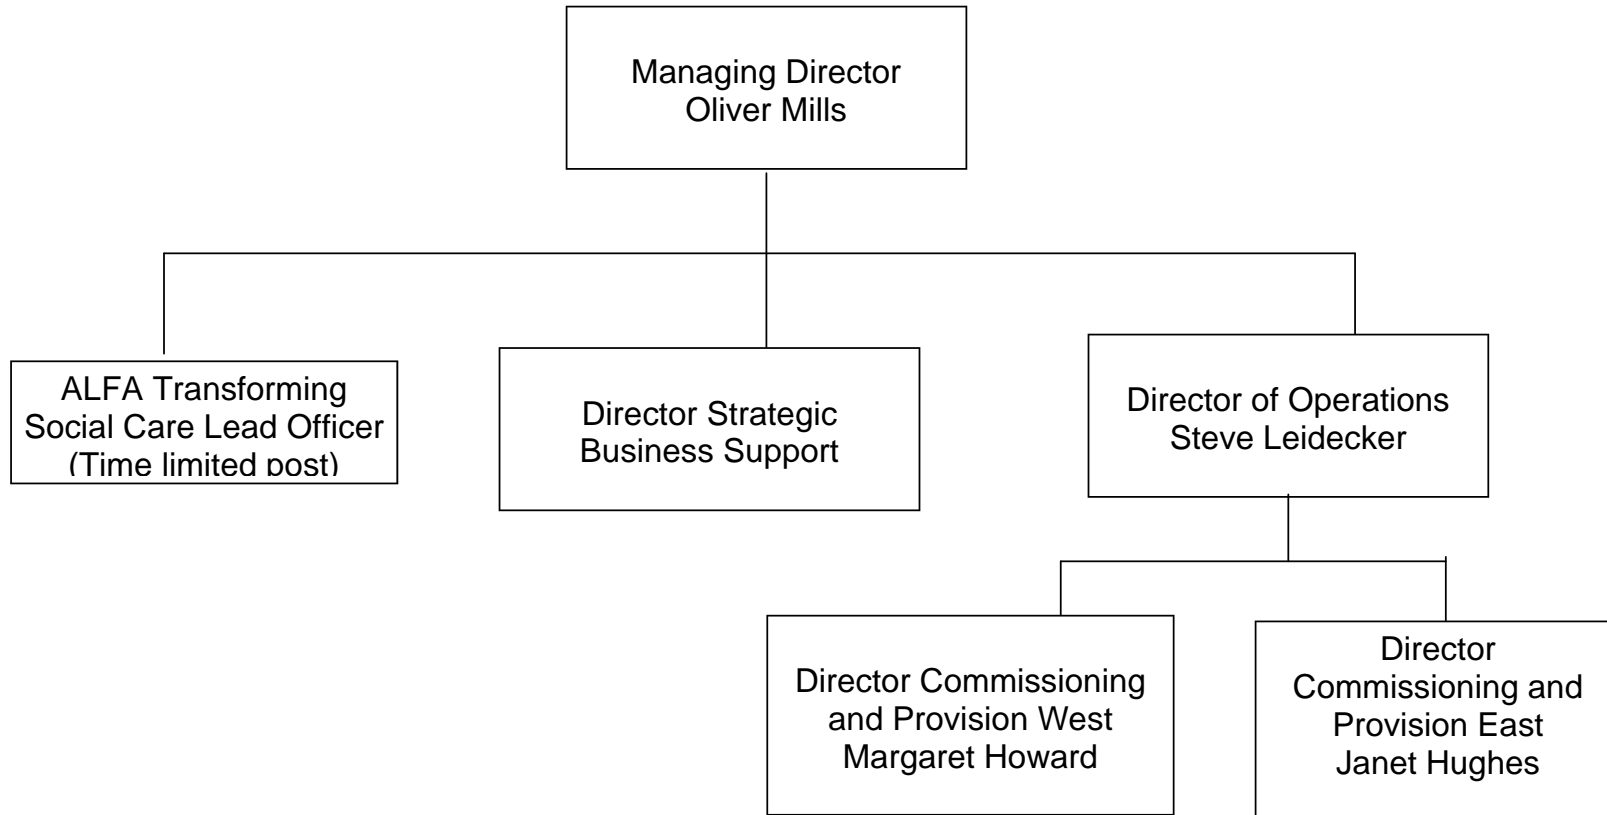 Managing Director
Oliver Mills
ALFA Transforming
Social Care Lead Officer
(Time limited post)
Director Strategic
Business Support
Director of Operations
Steve Leidecker
Director Commissioning
and Provision West
Margaret Howard
Director
Commissioning and
Provision East
Janet Hughes